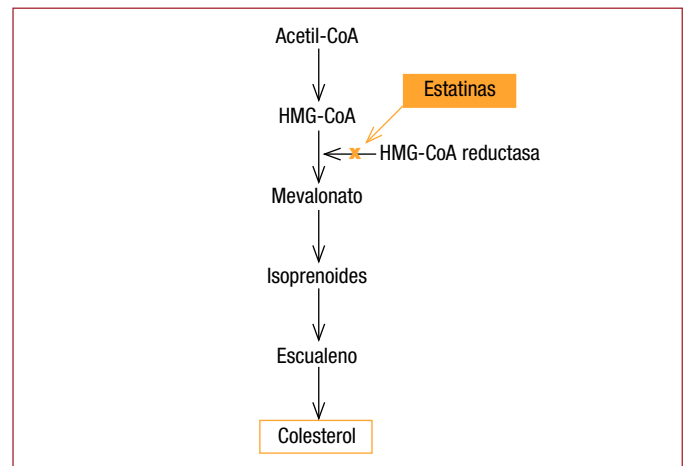 Acetil-CoA
Estatinas
HMG-CoA
HMG-CoA reductasa
Mevalonato
Isoprenoides
Escualeno
Colesterol